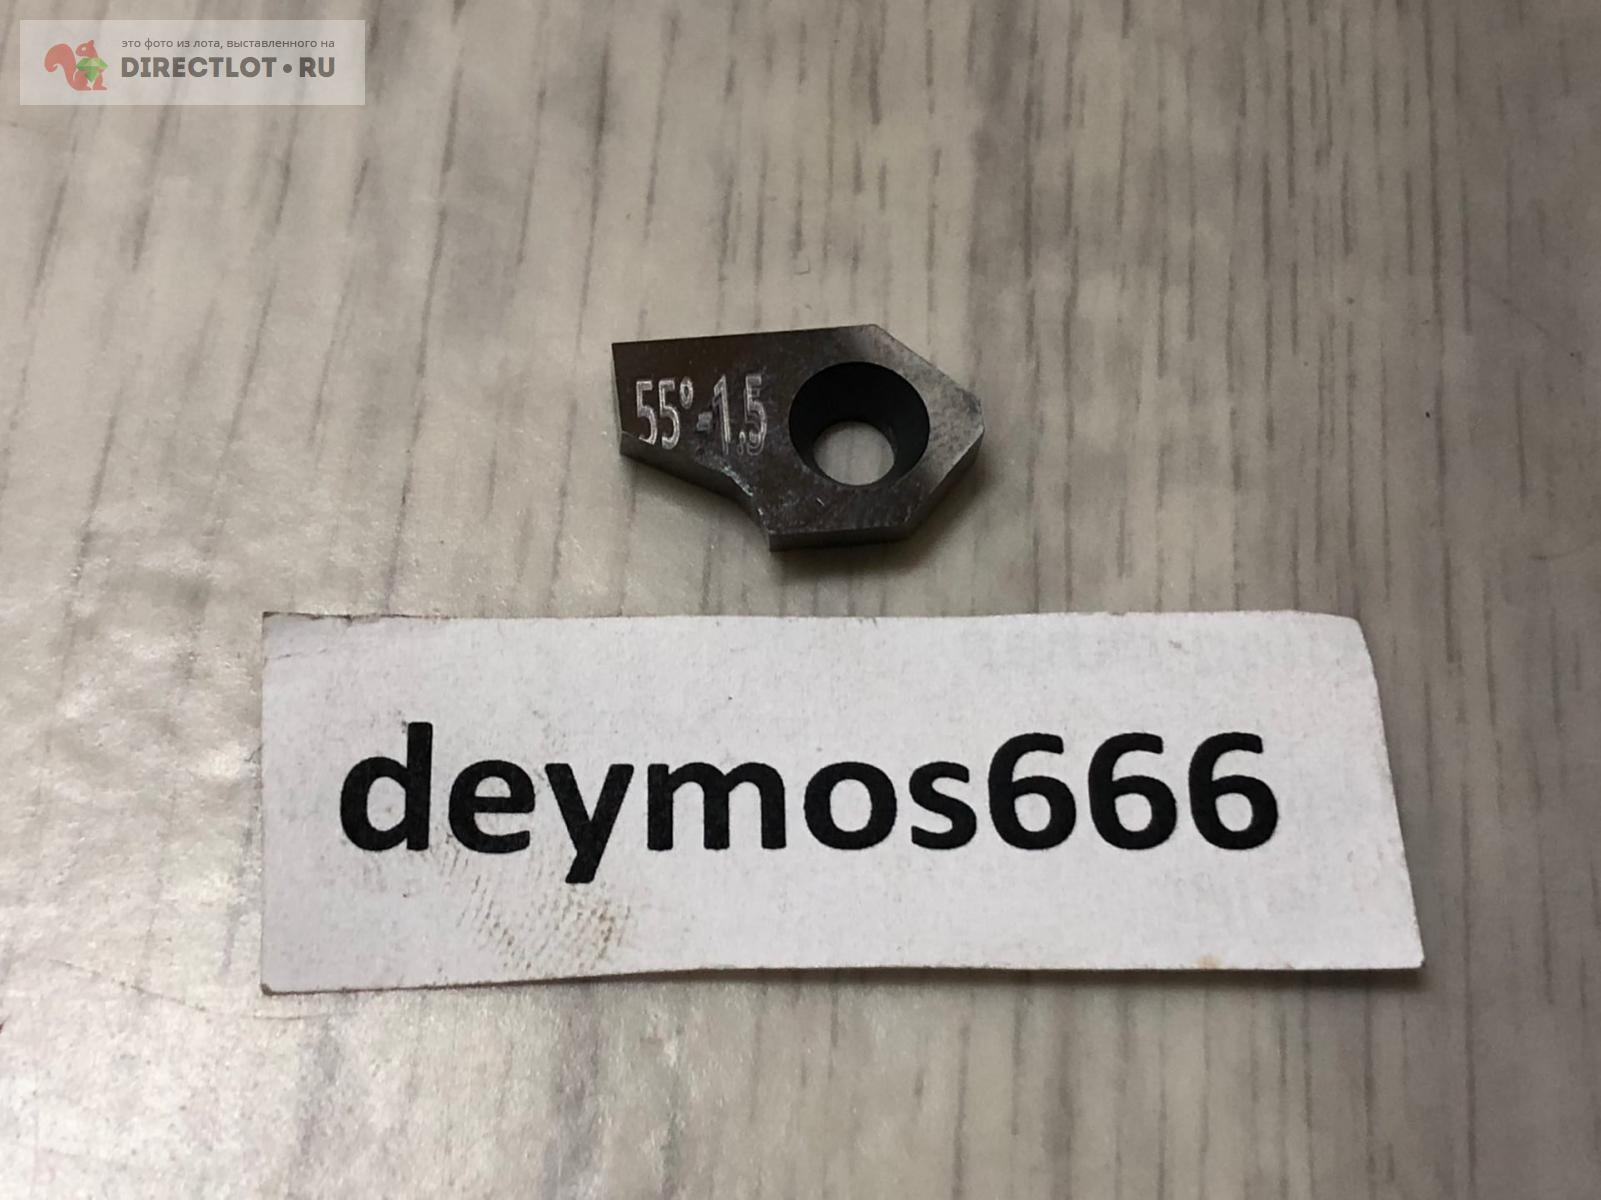 это фото из лота, выставленного на
DIRECTLOT•RU
55°-1.5
deymos666